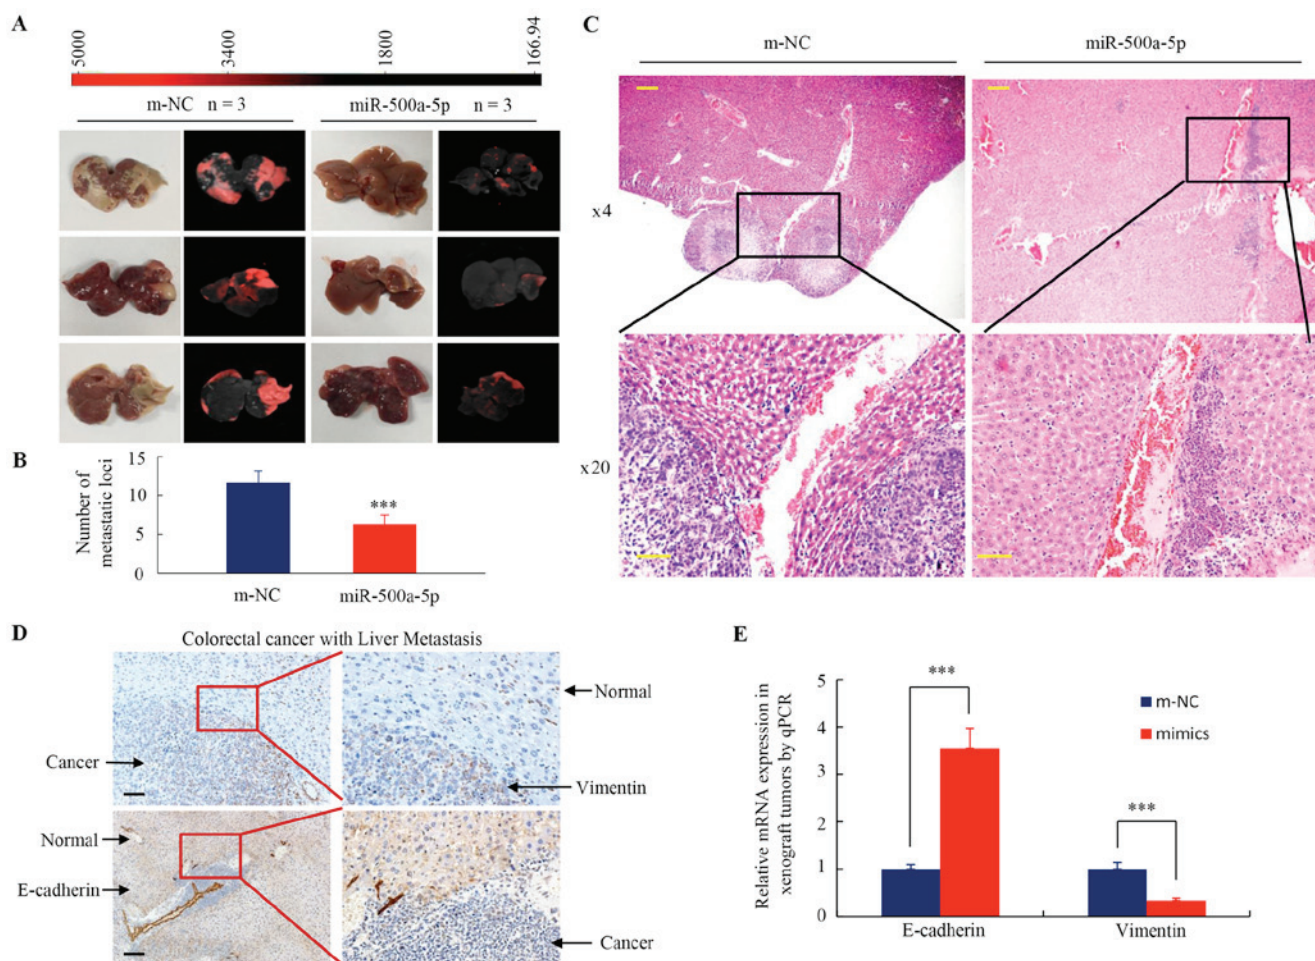 A
5000
3400
1800
166.94
m-NC n = 3
miR-500a-5p n = 3
B
Number of
metastatic loci
15
10
5
0
***
m-NC
miR-500a-5p
C
m-NC
miR-500a-5p
x4
x20
D
Colorectal cancer with Liver Metastasis
Normal
Cancer
Vimentin
Normal
E-cadherin
Cancer
E
Relative mRNA expression in
xenograft tumors by qPCR
5
4
3
2
1
0
***
***
m-NC
mimics
E-cadherin
Vimentin